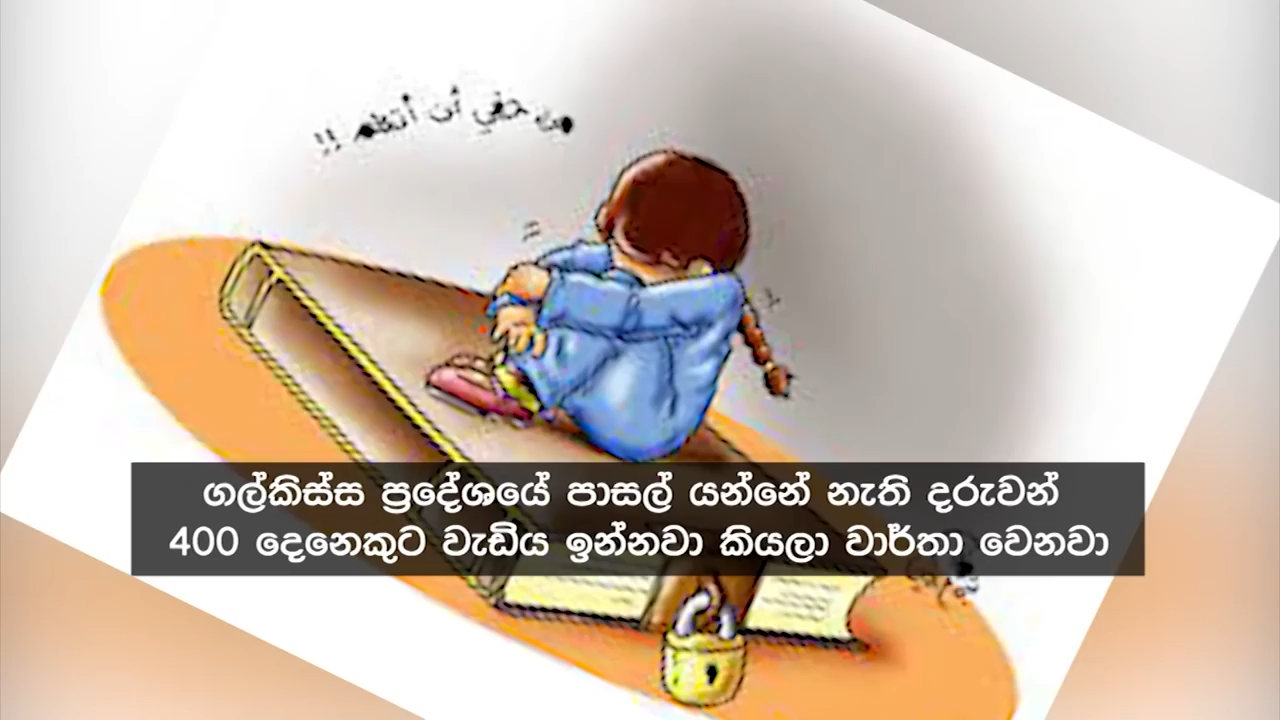 من حقي أن أتعلم !!
ගල්කිස්ස ප්‍රදේශයේ පාසල් යන්නේ නැති දරුවන්
400 දෙනෙකුට වැඩිය ඉන්නවා කියලා වාර්තා වෙනවා